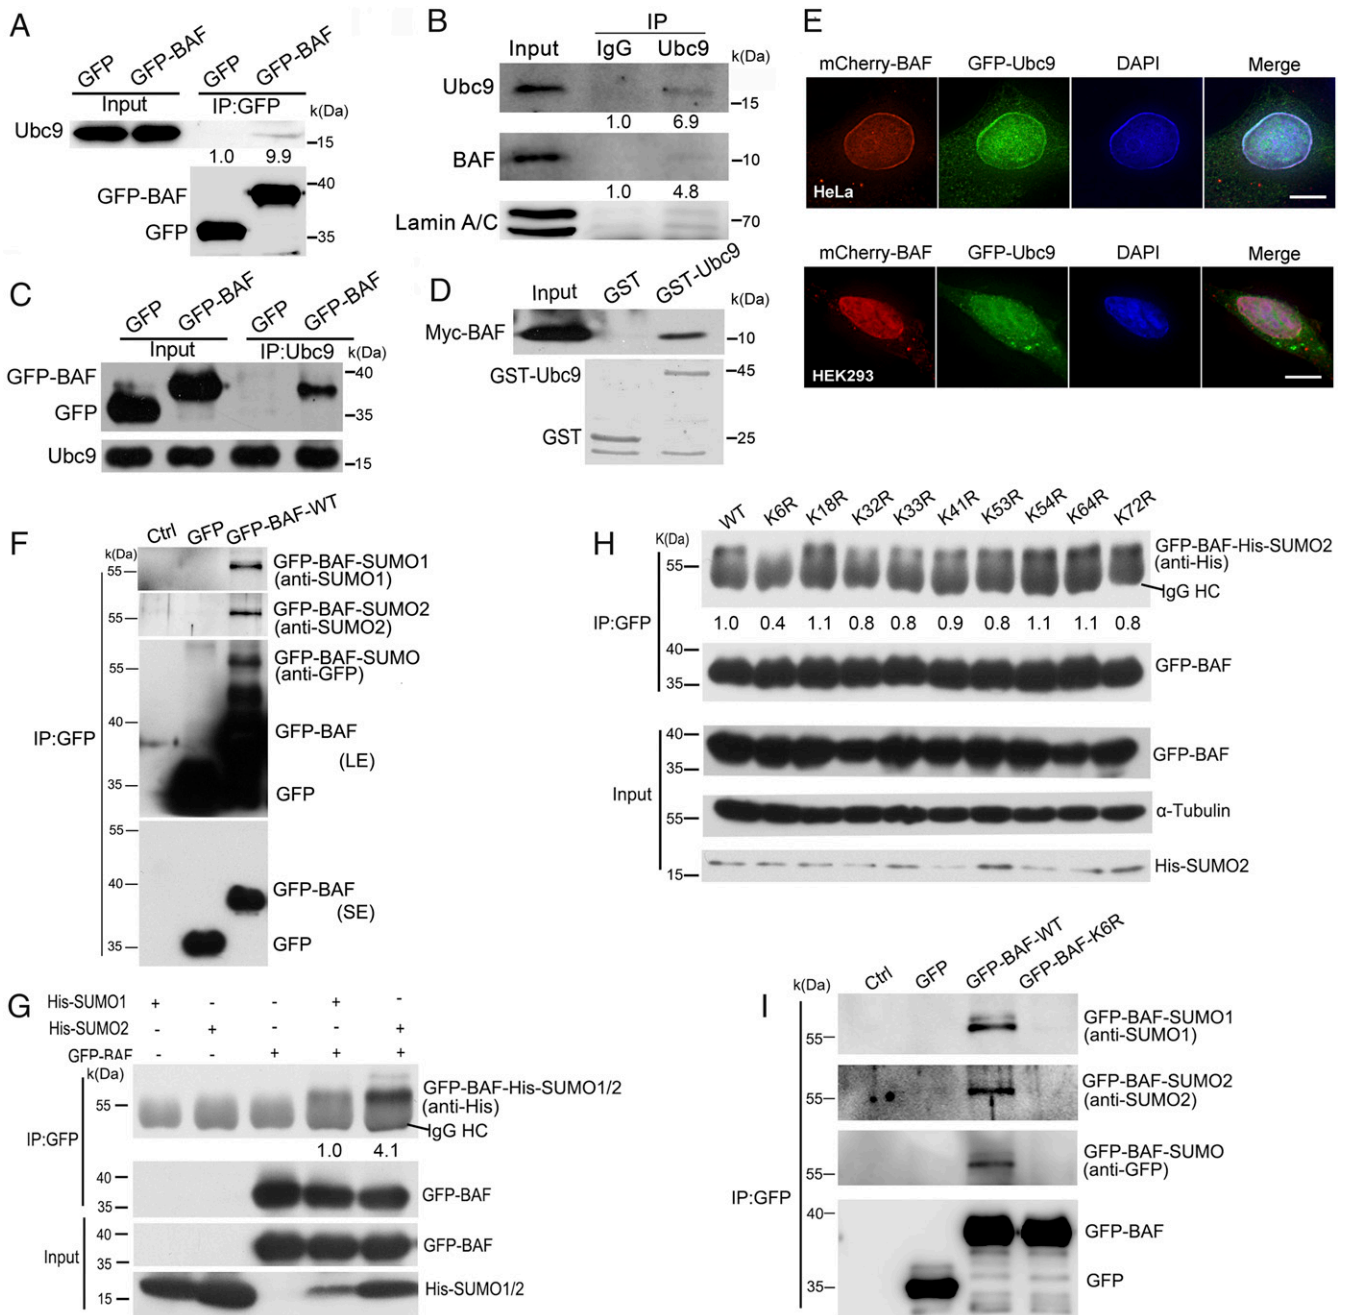 A
GFP
GFP-BAF
GFP
GFP-BAF
Input
IP:GFP
k(Da)
Ubc9
15
1.0
9.9
40
GFP-BAF
GFP
35
B
IP
Input
IgG
Ubc9
k(Da)
Ubc9
15
1.0
6.9
BAF
10
1.0
4.8
Lamin A/C
70
C
GFP
GFP-BAF
GFP
GFP-BAF
Input
IP:Ubc9
k(Da)
GFP-BAF
40
GFP
35
Ubc9
15
D
Input
GST
GST-Ubc9
k(Da)
Myc-BAF
10
GST-Ubc9
45
GST
25
E
mCherry-BAF
GFP-Ubc9
DAPI
Merge
HeLa
mCherry-BAF
GFP-Ubc9
DAPI
Merge
HEK293
F
Ctrl
GFP
GFP-BAF-WT
k(Da)
55
GFP-BAF-SUMO1
(anti-SUMO1)
55
GFP-BAF-SUMO2
(anti-SUMO2)
55
GFP-BAF-SUMO
(anti-GFP)
IP:GFP
40
GFP-BAF
(LE)
35
GFP
55
40
GFP-BAF
(SE)
35
GFP
G
His-SUMO1 + - - + -
His-SUMO2 - + - - +
GFP-BAF - - + + +
k(Da)
55
GFP-BAF-His-SUMO1/2
(anti-His)
IgG HC
IP:GFP
1.0
4.1
40
GFP-BAF
35
40
GFP-BAF
Input
35
15
His-SUMO1/2
H
WT
K6R
K18R
K32R
K33R
K41R
K53R
K54R
K64R
K72R
K(Da)
55
GFP-BAF-His-SUMO2
(anti-His)
IgG HC
IP:GFP
1.0 0.4 1.1 0.8 0.8 0.9 0.8 1.1 1.1 0.8
40
GFP-BAF
35
40
GFP-BAF
35
Input
55
α-Tubulin
15
His-SUMO2
I
Ctrl
GFP
GFP-BAF-WT
GFP-BAF-K6R
k(Da)
55
GFP-BAF-SUMO1
(anti-SUMO1)
55
GFP-BAF-SUMO2
(anti-SUMO2)
55
GFP-BAF-SUMO
(anti-GFP)
IP:GFP
40
GFP-BAF
35
GFP